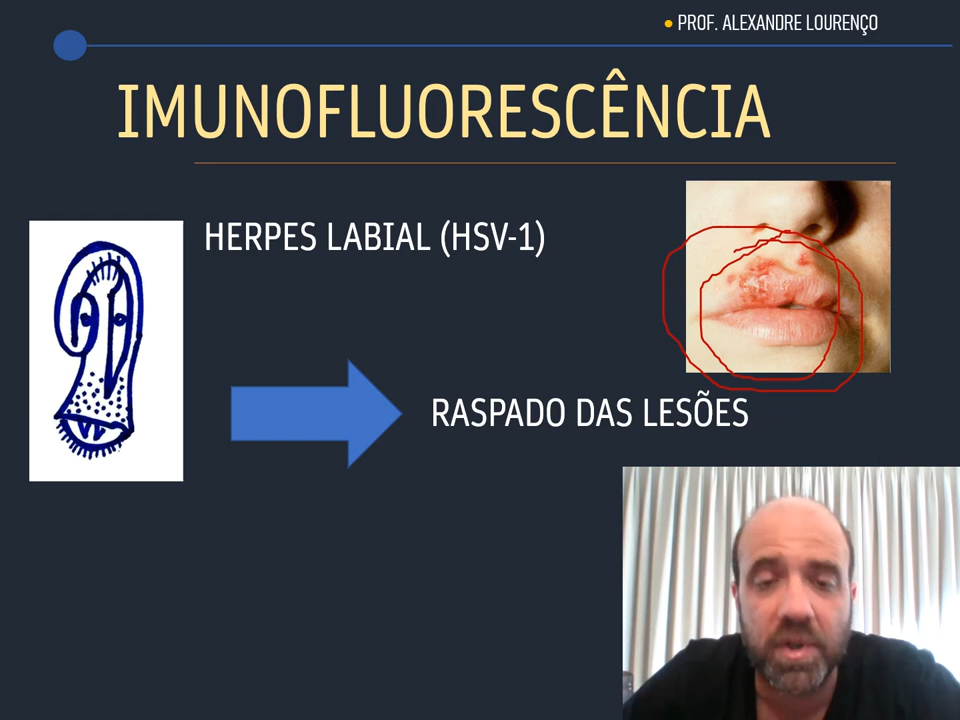 PROF. ALEXANDRE LOURENÇO
IMUNOFLUORESCÊNCIA
HERPES LABIAL (HSV-1)
RASPADO DAS LESÕES